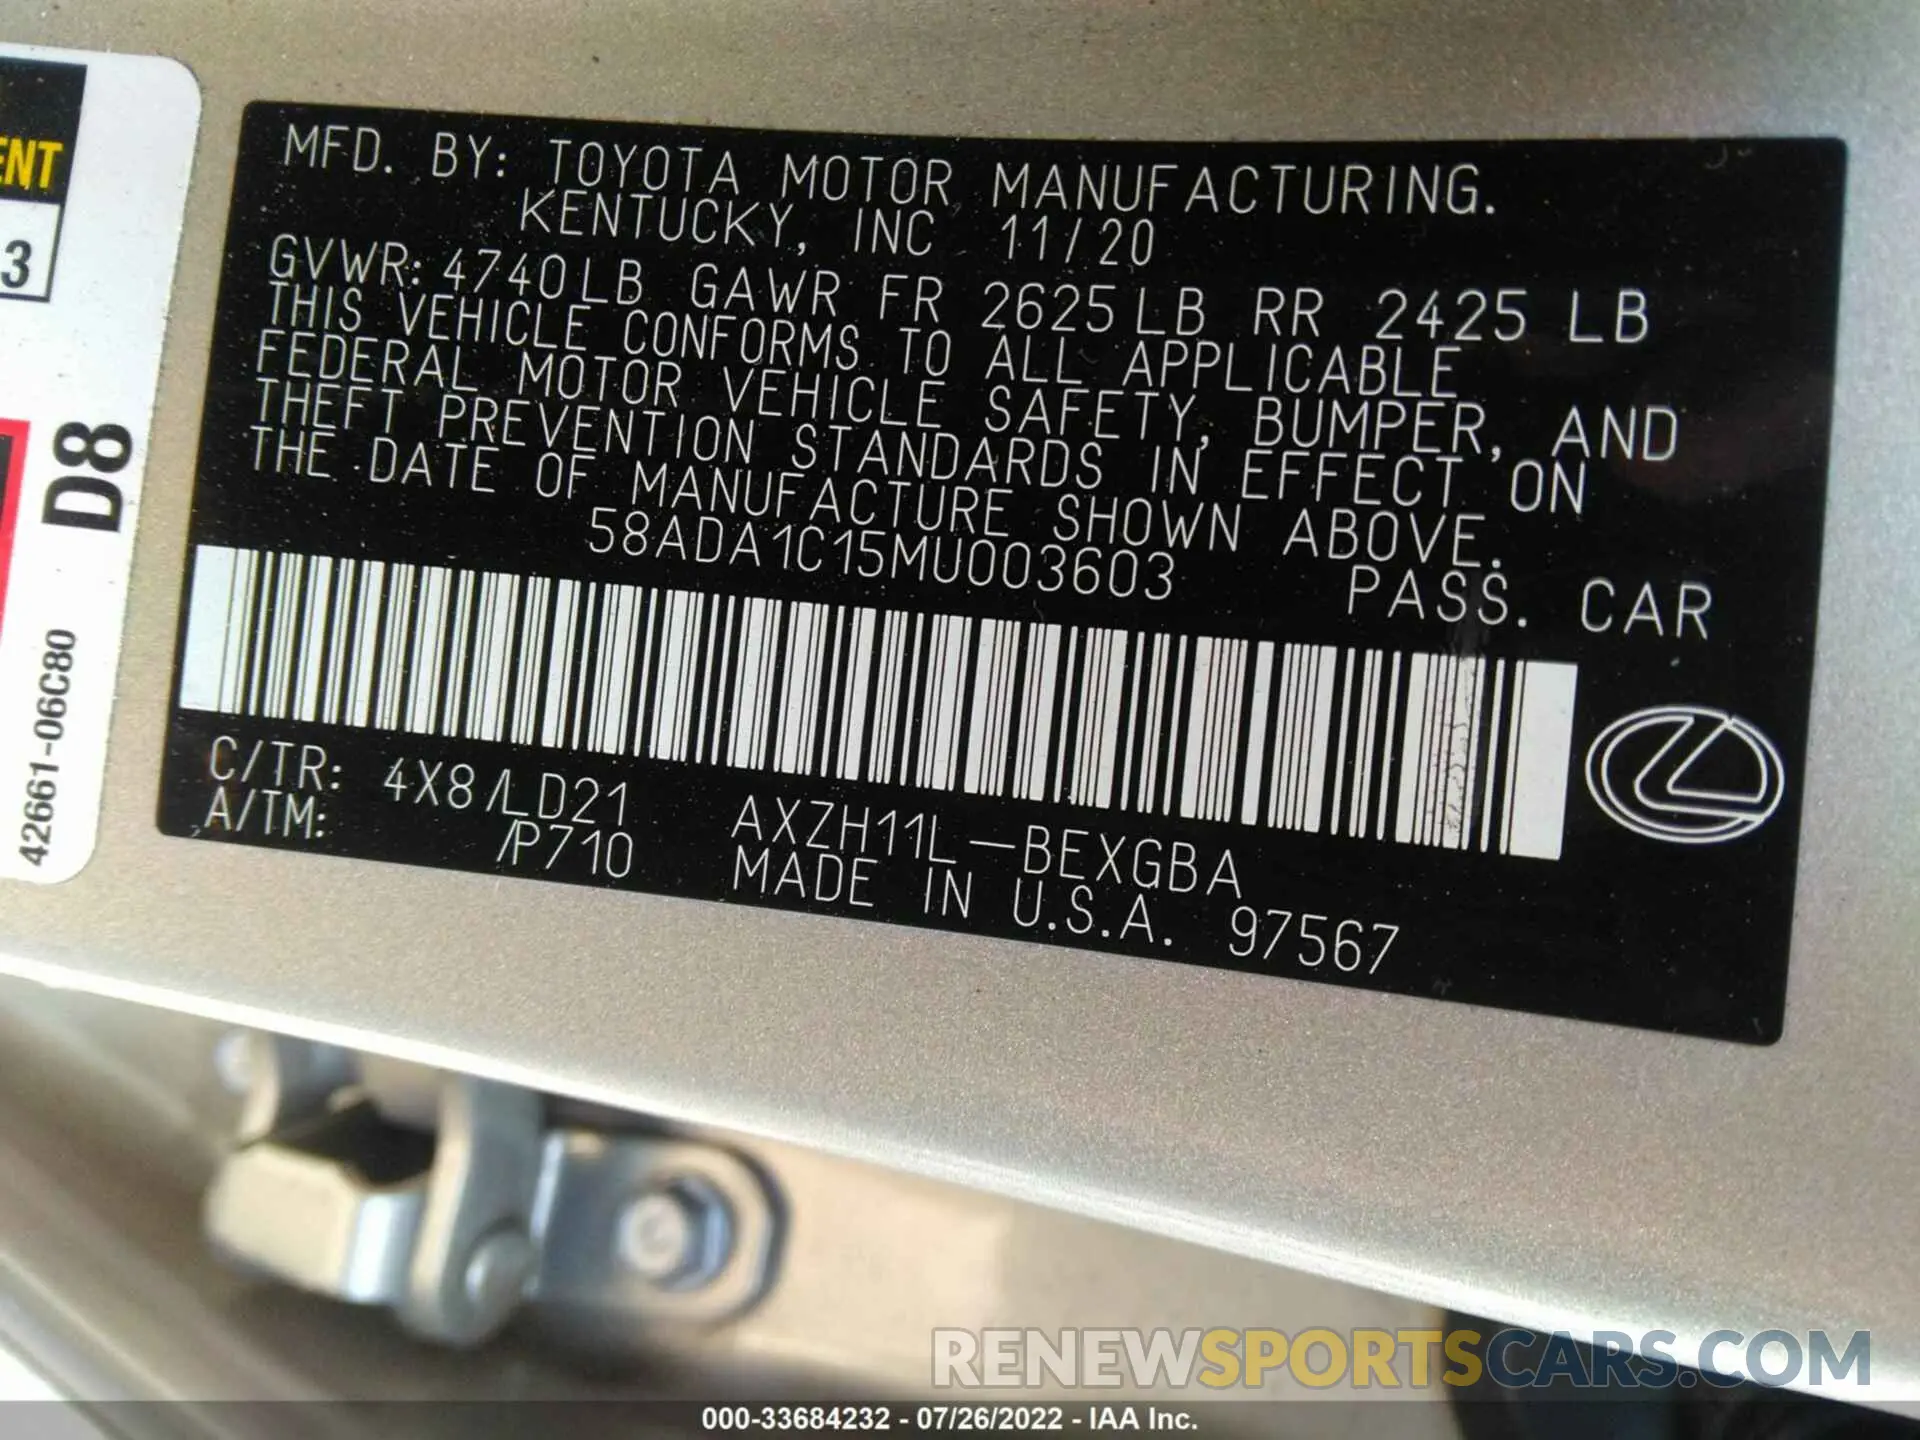 ENT
3
D8
42661-06C80
MFD. BY: TOYOTA MOTOR MANUFACTURING.
KENTUCKY, INC 11/20
GVWR: 4740LB GAWR FR 2625LB RR 2425 LB
THIS VEHICLE CONFORMS TO ALL APPLICABLE
FEDERAL MOTOR VEHICLE SAFETY, BUMPER, AND
THEFT PREVENTION STANDARDS IN EFFECT ON
THE DATE OF MANUFACTURE SHOWN ABOVE.
58ADA1C15MU003603 PASS. CAR
C/TR: 4X8/LD21 AXZH11L-BEXGBA
A/TM: /P710 MADE IN U.S.A. 97567
RENEWSPORTSCARS.COM
000-33684232 - 07/26/2022 - IAA Inc.